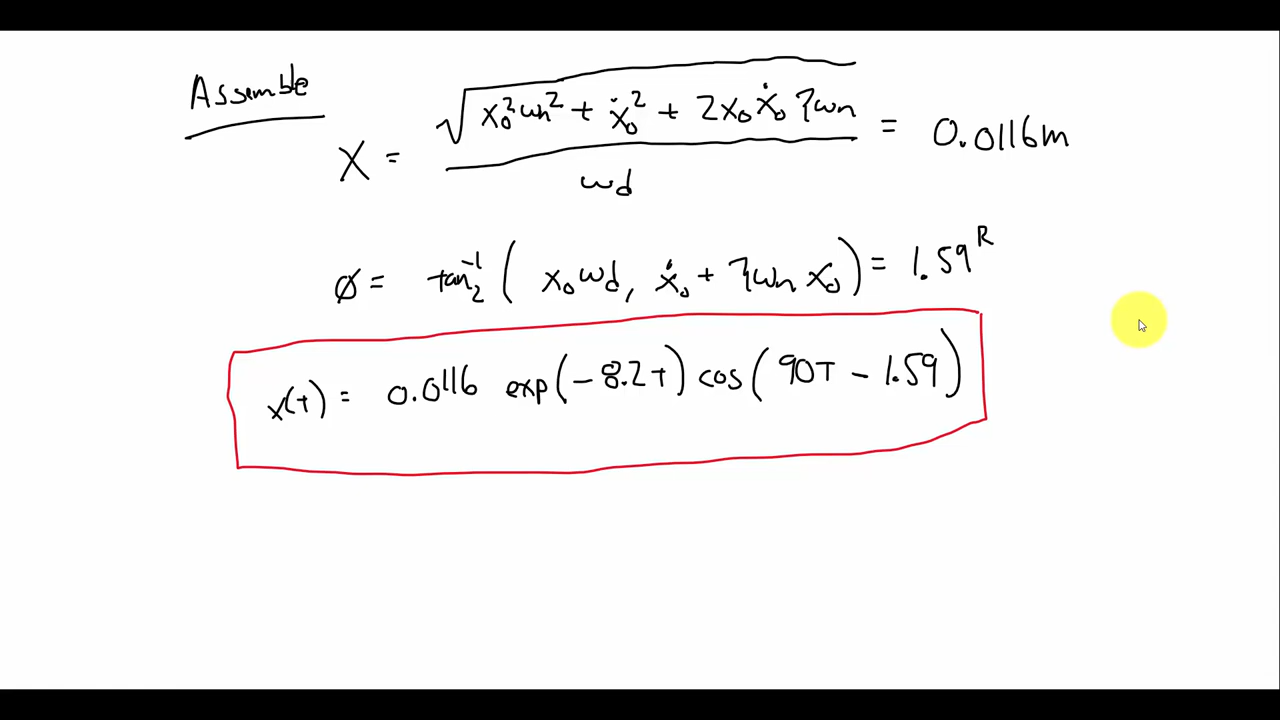 Assemble
X = √(x₀²ωn² + ẋ₀² + 2x₀ẋ₀ζωn) / ωd = 0.0116m
ø = tan₂⁻¹ ( x₀ωd, ẋ₀ + ζωn x₀ ) = 1.59ᴿ
x(t) = 0.0116 exp(-8.2t) cos(90t - 1.59)